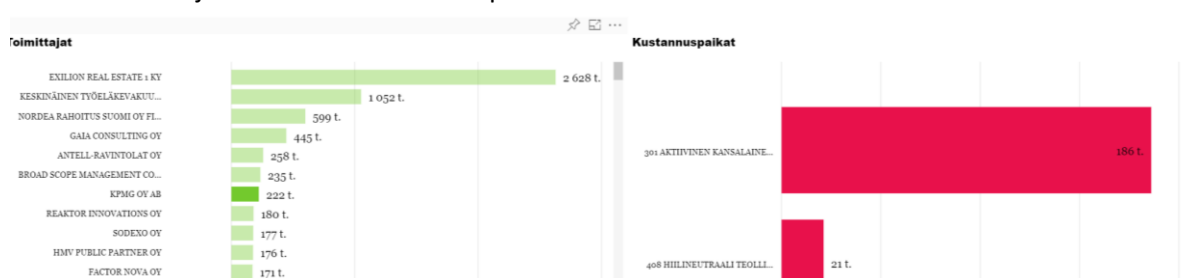 Toimittajat
EXILION REAL ESTATE 1 KY
2 628 t.
KESKINÄINEN TYÖELÄKEVAKUU...
1 052 t.
NORDEA RAHOITUS SUOMI OY FI...
599 t.
GAIA CONSULTING OY
445 t.
ANTELL-RAVINTOLAT OY
258 t.
BROAD SCOPE MANAGEMENT CO...
235 t.
KPMG OY AB
222 t.
REAKTOR INNOVATIONS OY
180 t.
SODEXO OY
177 t.
HMV PUBLIC PARTNER OY
176 t.
FACTOR NOVA OY
171 t.
Kustannuspaikat
301 AKTIIVINEN KANSALAINE...
186 t.
408 HIILINEUTRAALI TEOLLI...
21 t.